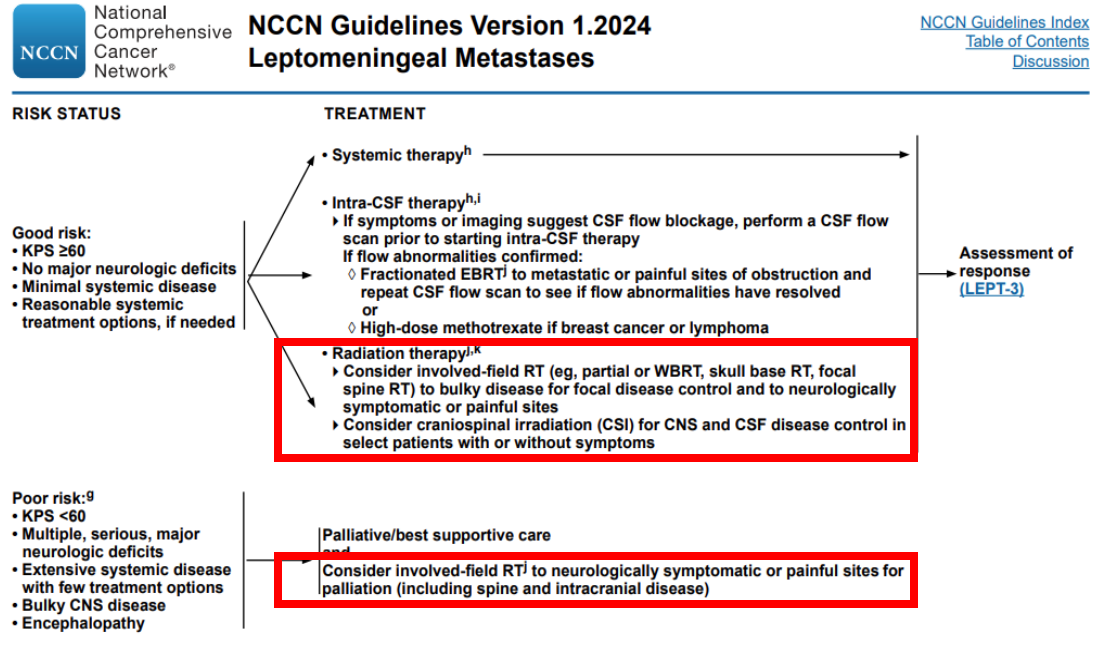 National
Comprehensive
Cancer
Network®
NCCN
NCCN Guidelines Version 1.2024
Leptomeningeal Metastases
NCCN Guidelines Index
Table of Contents
Discussion
RISK STATUS
TREATMENT
• Systemic therapyh
• Intra-CSF therapyh,i
If symptoms or imaging suggest CSF flow blockage, perform a CSF flow
scan prior to starting intra-CSF therapy
If flow abnormalities confirmed:
◊ Fractionated EBRTj to metastatic or painful sites of obstruction and
repeat CSF flow scan to see if flow abnormalities have resolved
or
◊ High-dose methotrexate if breast cancer or lymphoma
• Radiation therapyj,k
Consider involved-field RT (eg, partial or WBRT, skull base RT, focal
spine RT) to bulky disease for focal disease control and to neurologically
symptomatic or painful sites
Consider craniospinal irradiation (CSI) for CNS and CSF disease control in
select patients with or without symptoms
Good risk:
• KPS ≥60
• No major neurologic deficits
• Minimal systemic disease
• Reasonable systemic
treatment options, if needed
Assessment of
response
(LEPT-3)
Poor risk:g
• KPS <60
• Multiple, serious, major
neurologic deficits
• Extensive systemic disease
with few treatment options
• Bulky CNS disease
• Encephalopathy
Palliative/best supportive care
and
Consider involved-field RTj to neurologically symptomatic or painful sites for
palliation (including spine and intracranial disease)